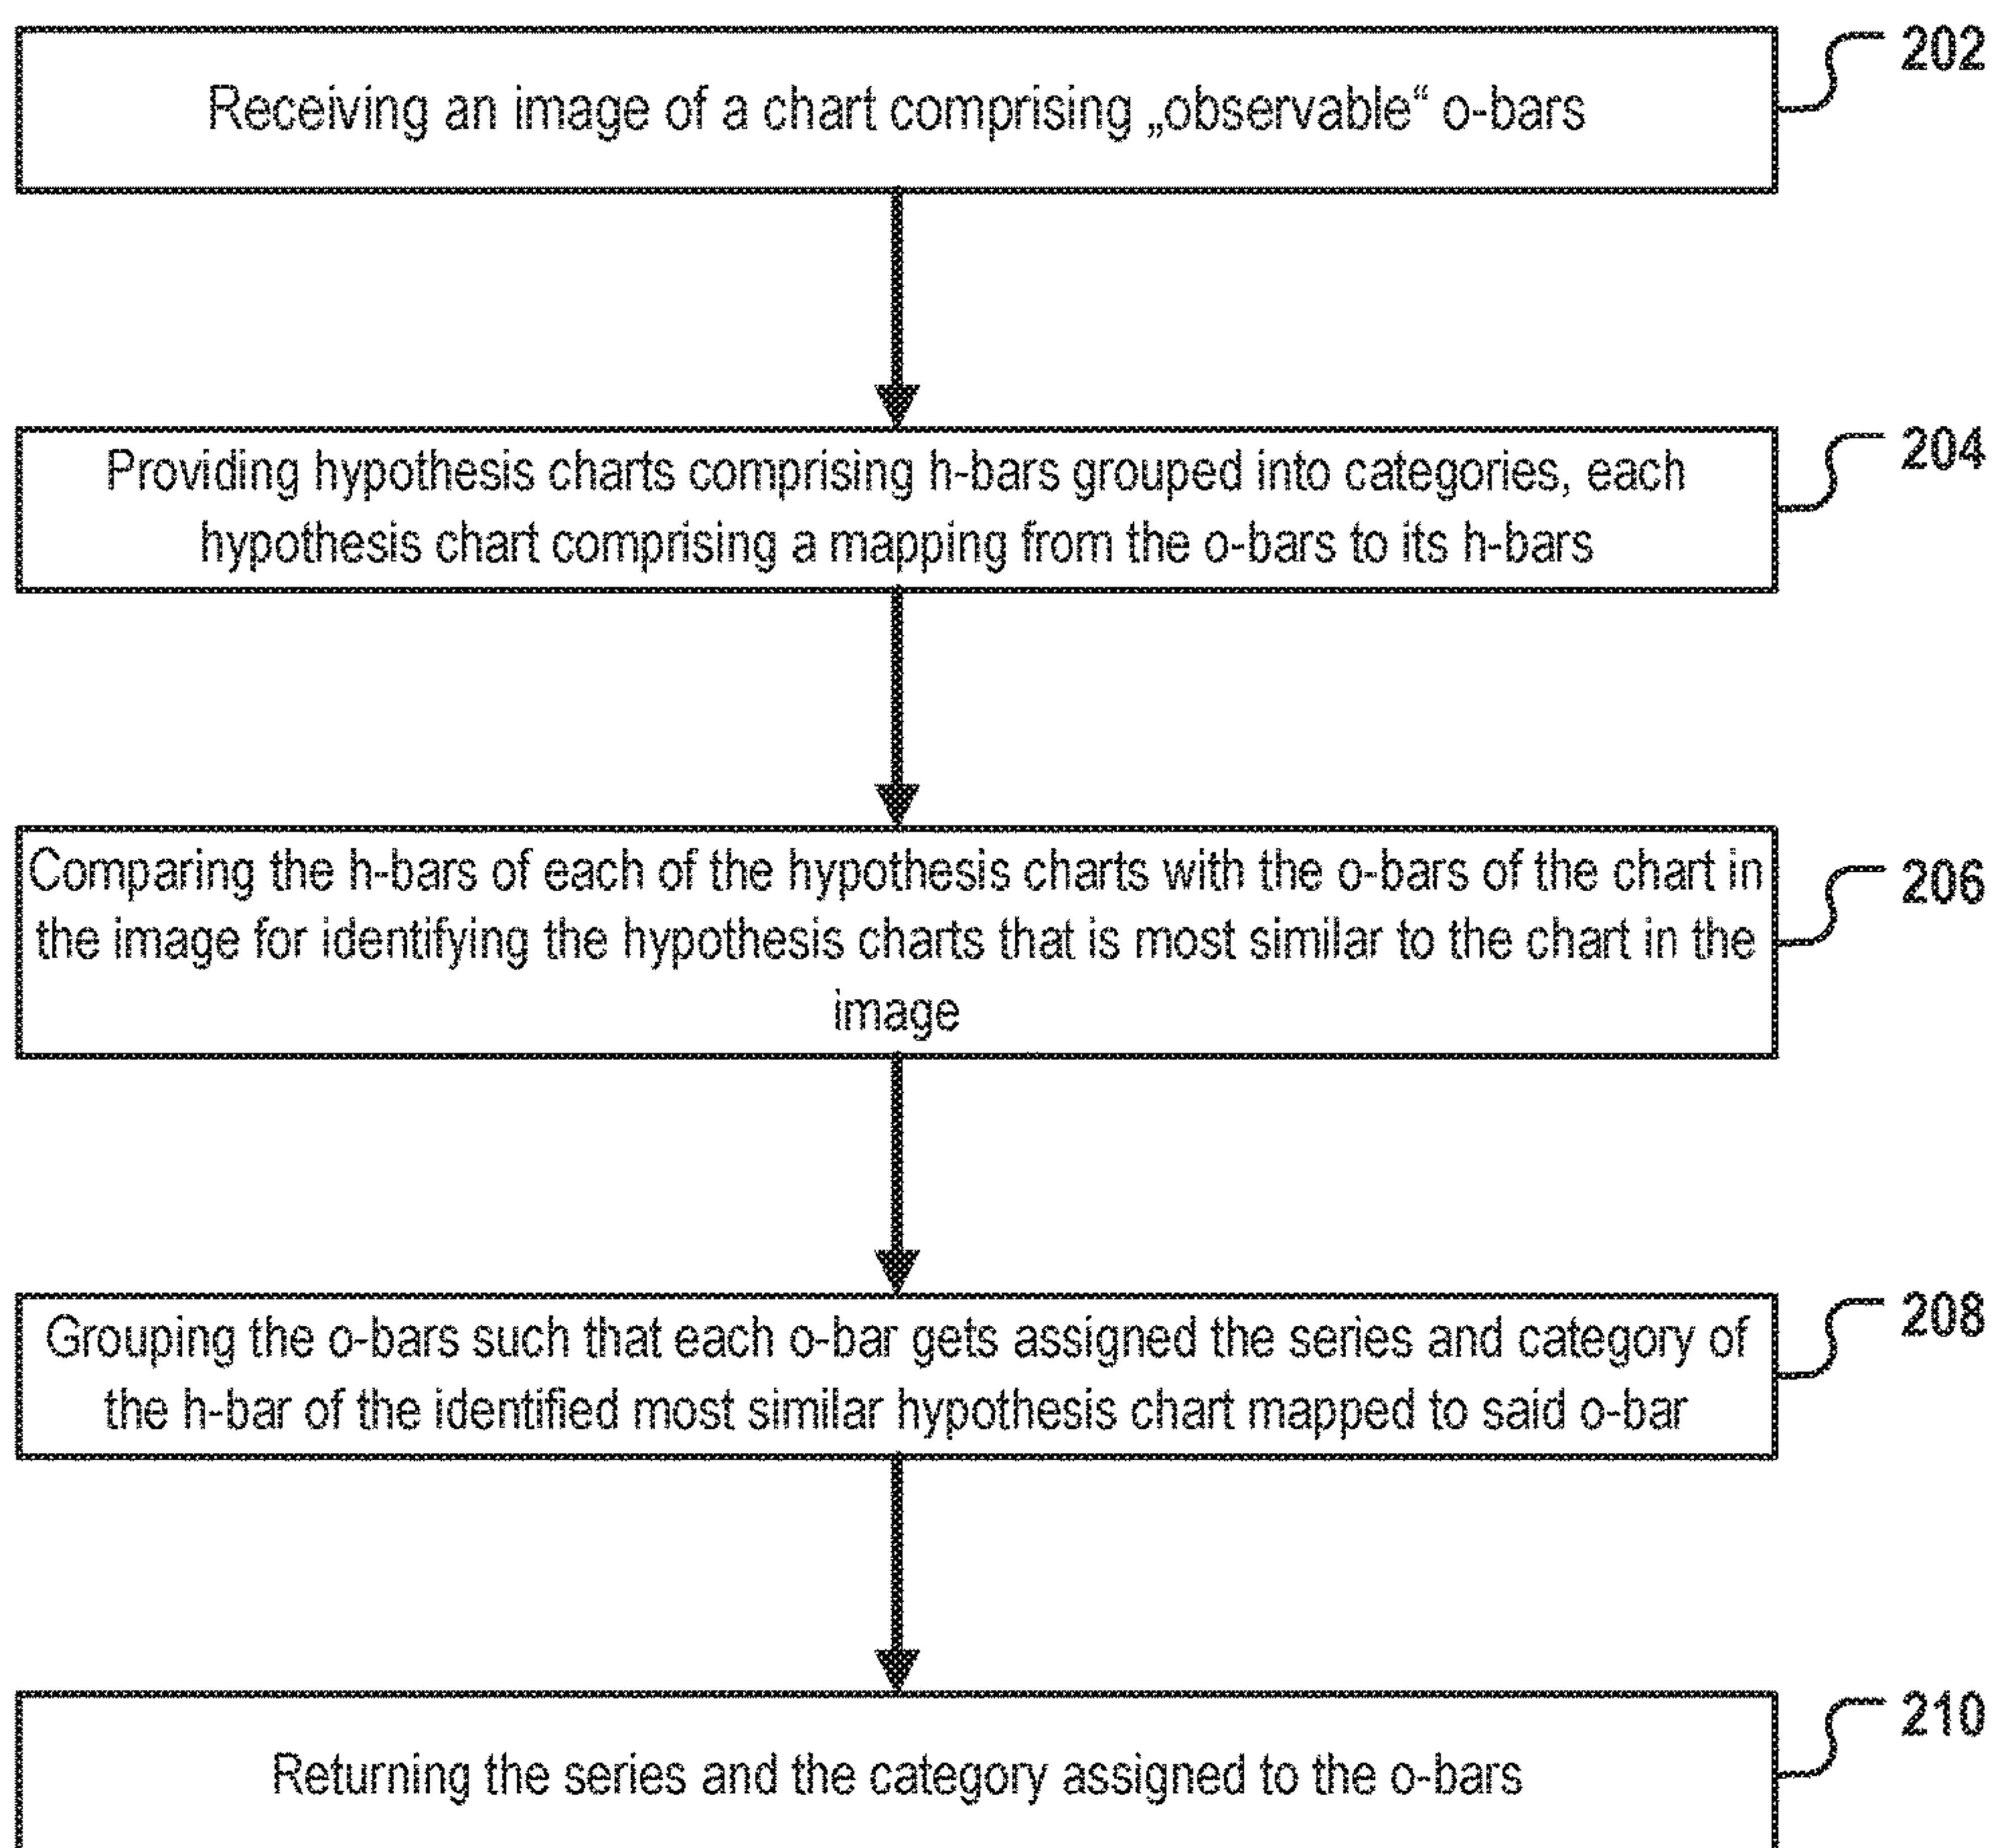 Receiving an image of a chart comprising „observable“ o-bars
202
Providing hypothesis charts comprising h-bars grouped into categories, each
hypothesis chart comprising a mapping from the o-bars to its h-bars
204
Comparing the h-bars of each of the hypothesis charts with the o-bars of the chart in
the image for identifying the hypothesis charts that is most similar to the chart in the
image
206
Grouping the o-bars such that each o-bar gets assigned the series and category of
the h-bar of the identified most similar hypothesis chart mapped to said o-bar
208
Returning the series and the category assigned to the o-bars
210